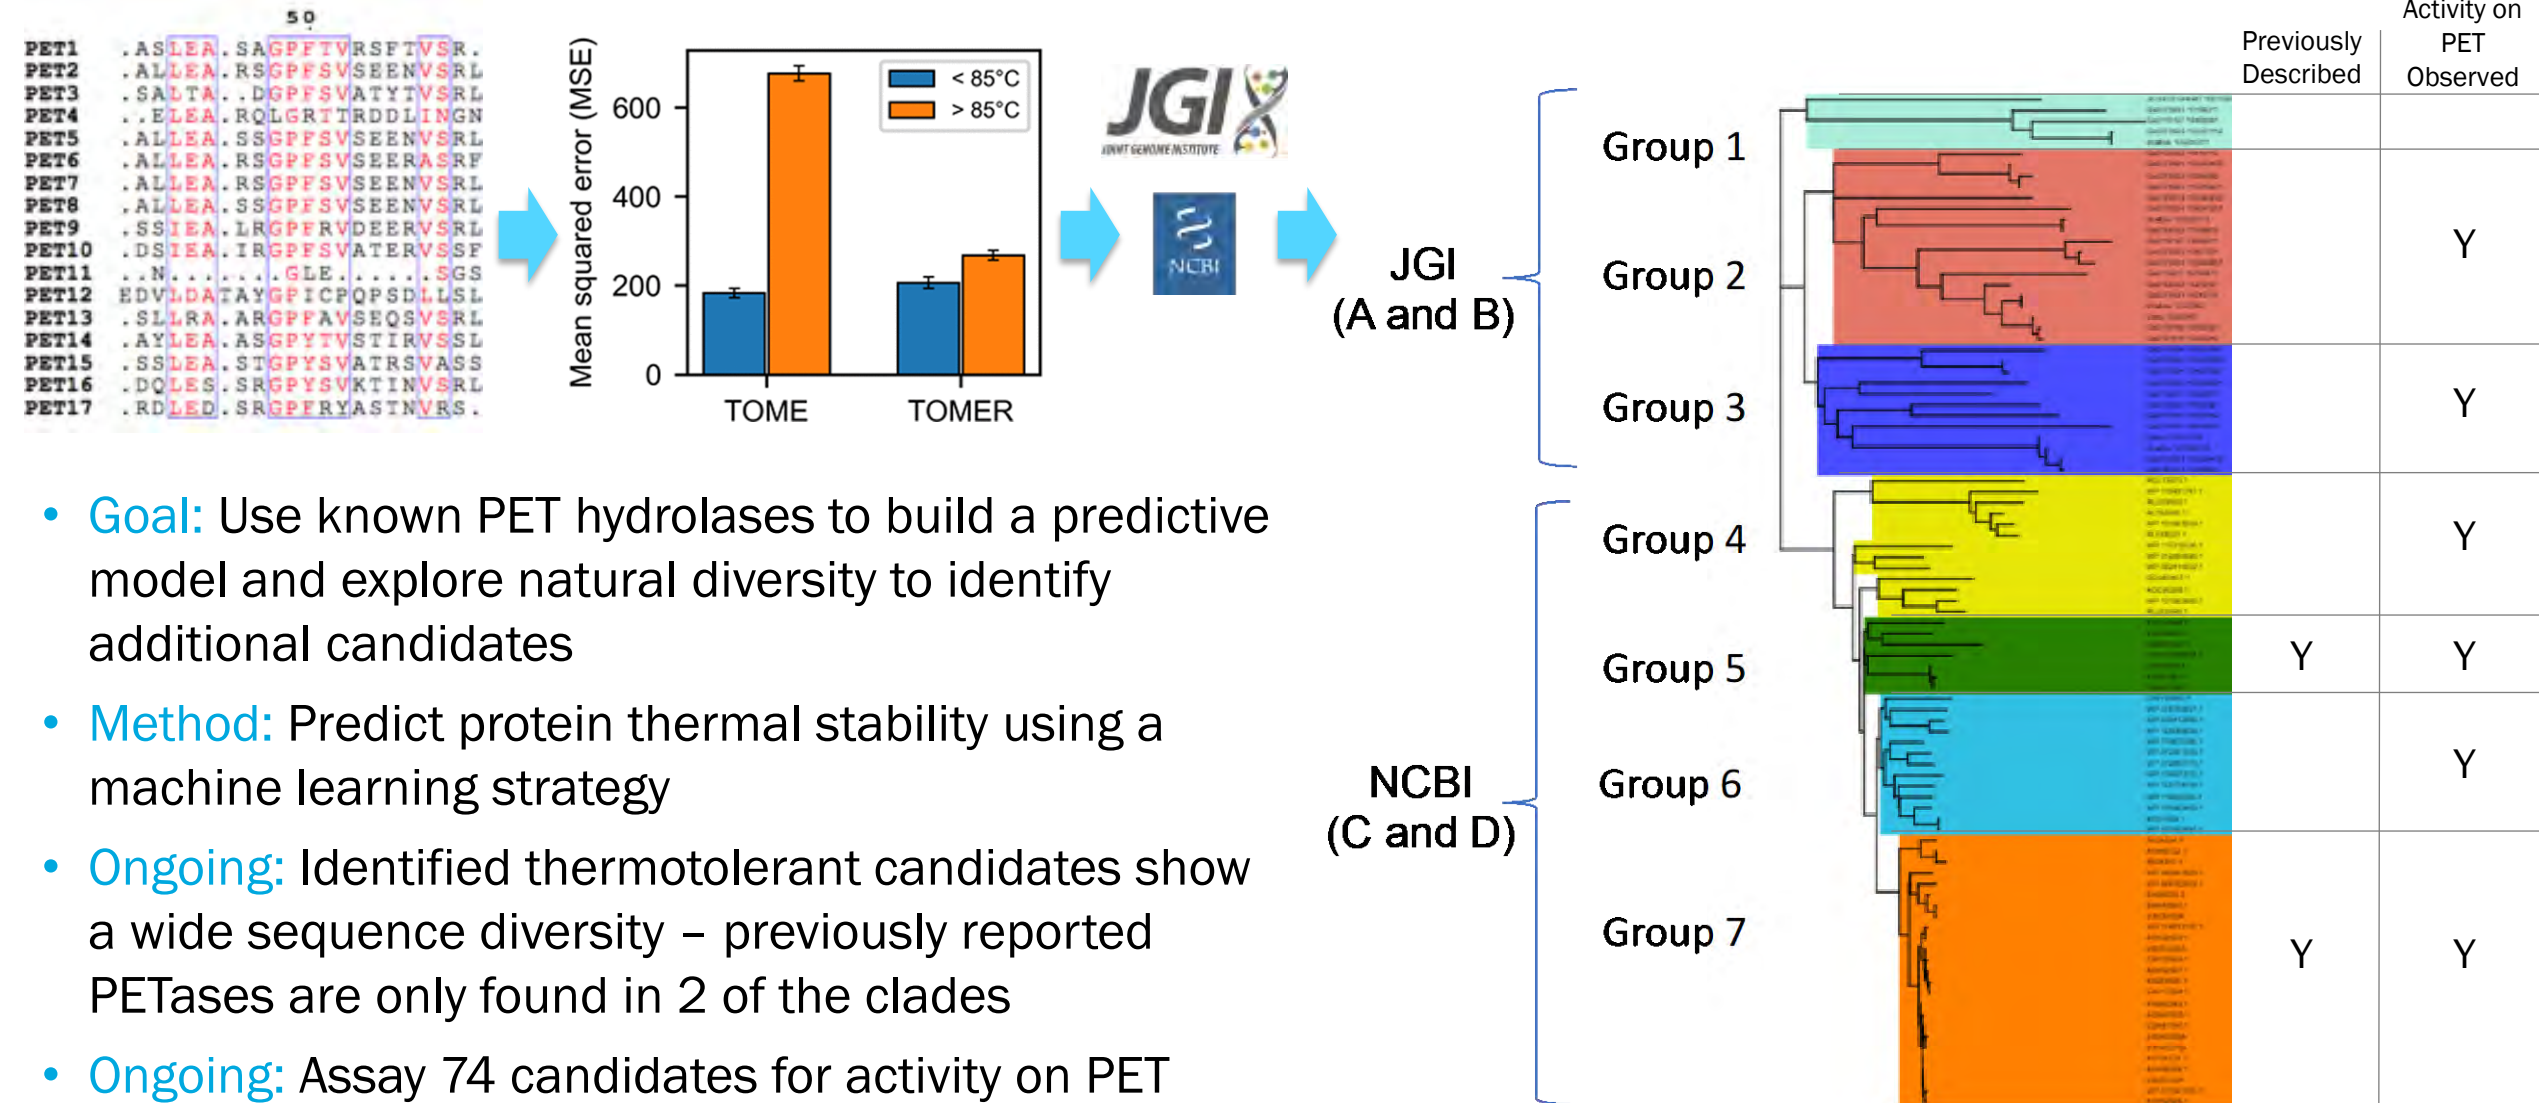 50
PET1 .ASLEA.SAGPFTVRSFTVSR.
PET2 .ALLEA.RSGPFSVSEENVSRL
PET3 .SALTA..DGPFSVATYTVSRL
PET4 ..ELEA.RQLGRTTRDDLINGN
PET5 .ALLEA.SSGPFSVSEENVSRL
PET6 .ALLEA.RSGPFSVSEERASRF
PET7 .ALLEA.RSGPFSVSEENVSRL
PET8 .ALLEA.SSGPFSVSEENVSRL
PET9 .SSIEA.LRGPFRVDEERVSRL
PET10 .DSIEA.IRGPFSVATERVSSF
PET11 ..N.......GLE......SGS
PET12 EDVLDATAYGPICPQPSDLLSL
PET13 .SLLRA.ARGPFAVSEQSVSRL
PET14 .AYLEA.ASGPYTVSTIRVSSL
PET15 .SSLEA.STGPYSVATRSVASS
PET16 .DQLES.SRGPYSVKTINVSRL
PET17 .RDLED.SRGPFRYASTNVRS.
Mean squared error (MSE)
600
400
200
0
< 85°C
> 85°C
TOME TOMER
JGI
JOINT GENOME INSTITUTE
NCBI
JGI
(A and B)
NCBI
(C and D)
Group 1
Group 2
Group 3
Group 4
Group 5
Group 6
Group 7
Previously
Described
Activity on
PET
Observed
Y
Y
Y
Y Y
Y
Y Y
• Goal: Use known PET hydrolases to build a predictive
model and explore natural diversity to identify
additional candidates
• Method: Predict protein thermal stability using a
machine learning strategy
• Ongoing: Identified thermotolerant candidates show
a wide sequence diversity – previously reported
PETases are only found in 2 of the clades
• Ongoing: Assay 74 candidates for activity on PET